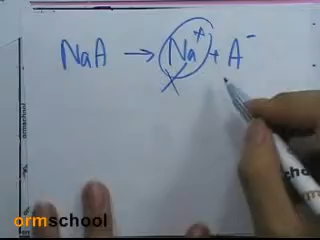 NaA → Na⁺ + A⁻
ormschool